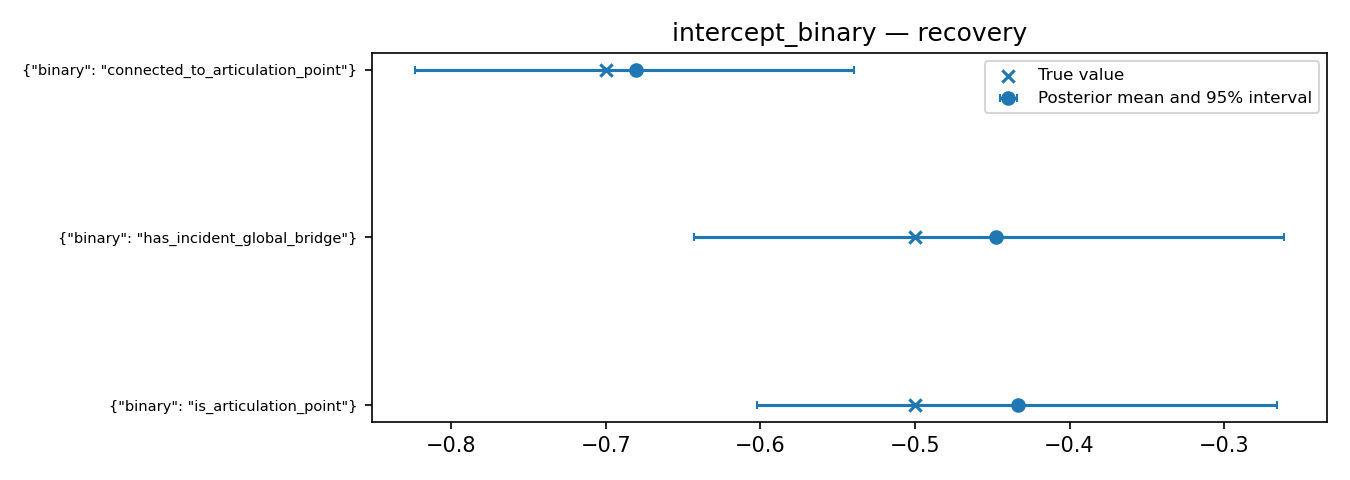 intercept_binary — recovery
{"binary": "connected_to_articulation_point"}
True value
Posterior mean and 95% interval
{"binary": "has_incident_global_bridge"}
{"binary": "is_articulation_point"}
−0.8 −0.7 −0.6 −0.5 −0.4 −0.3